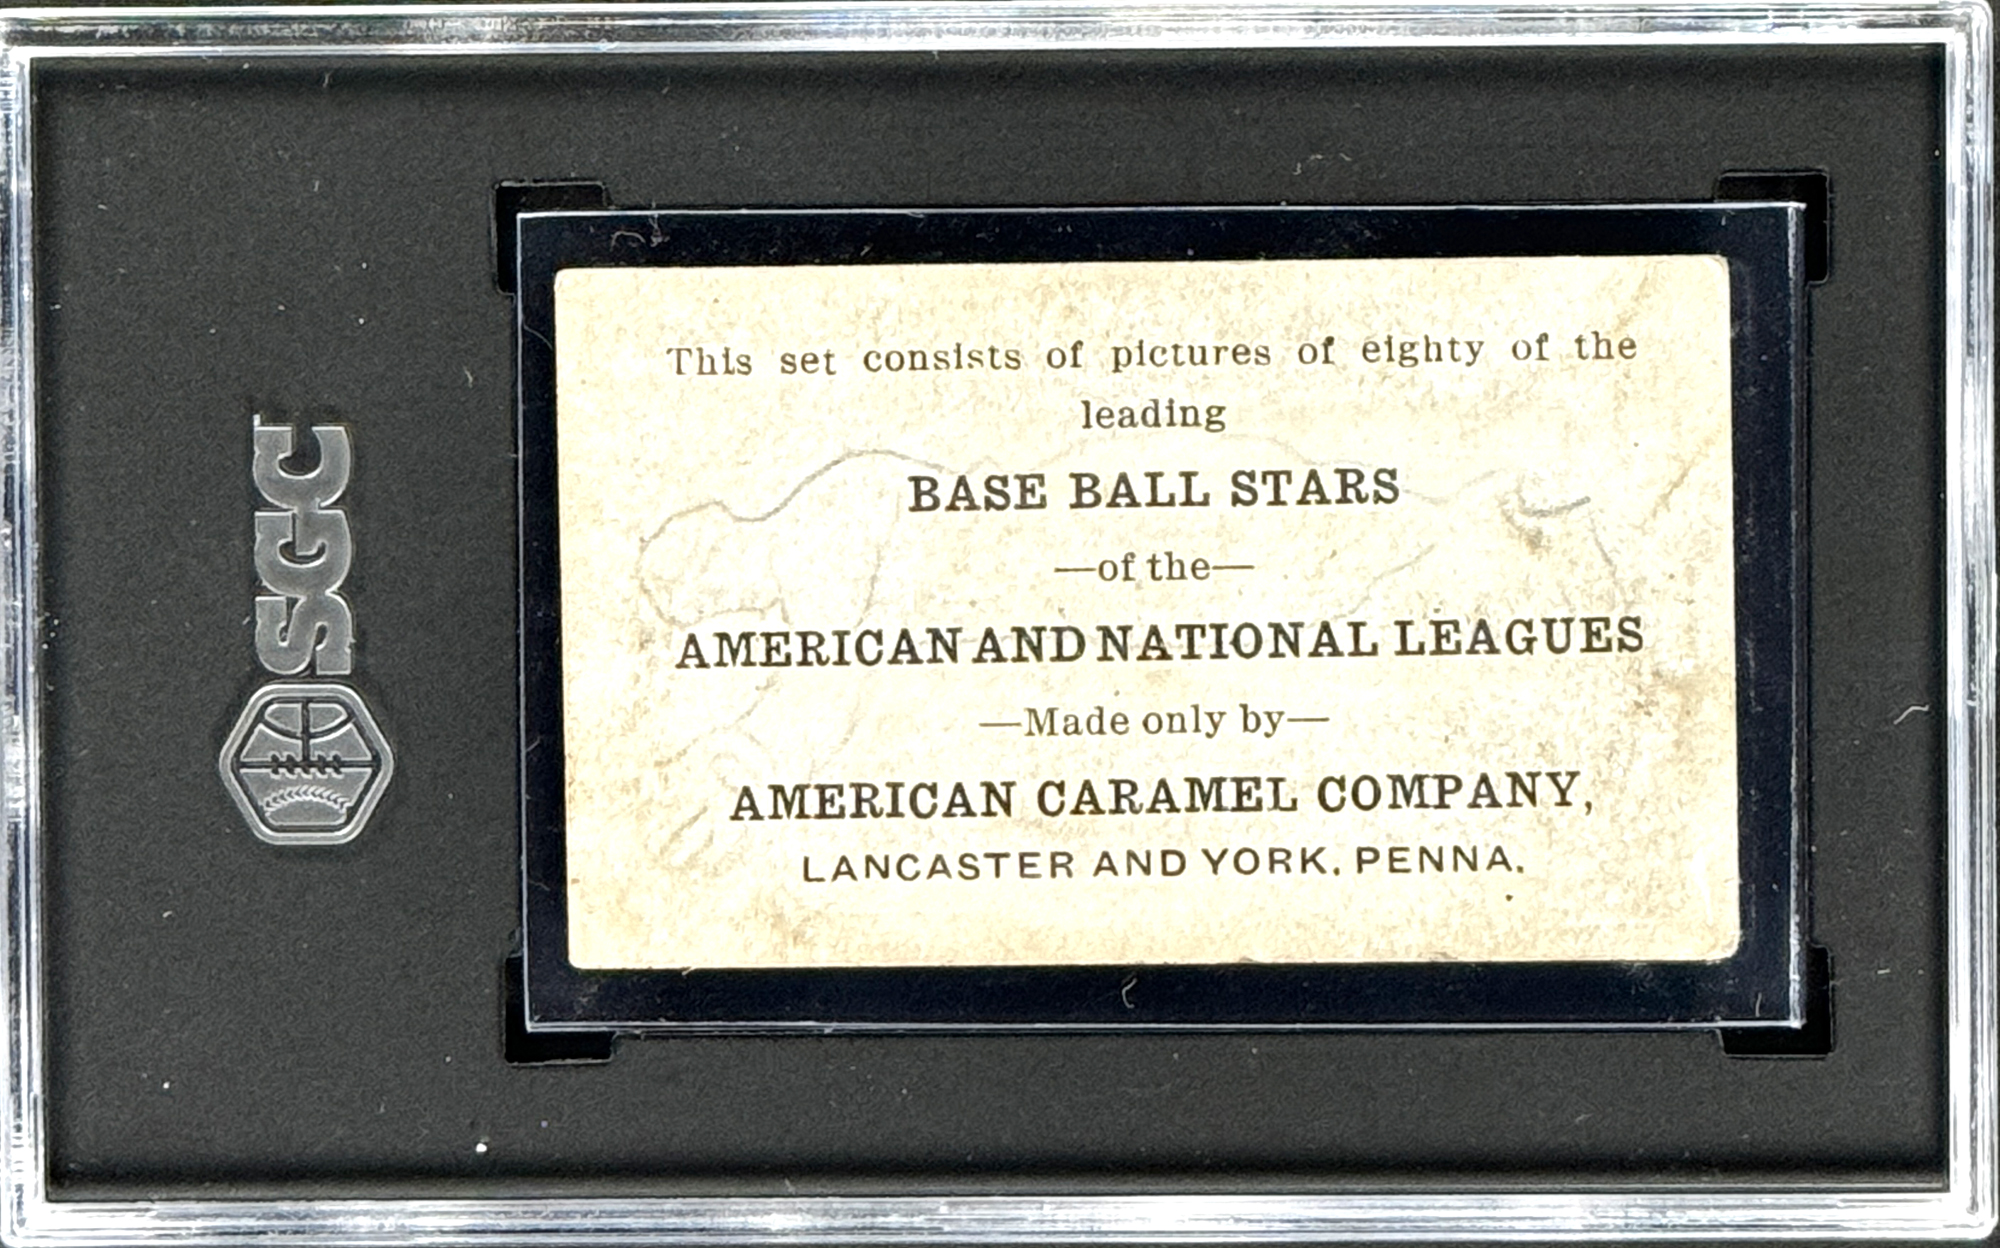 SGC
This set consists of pictures of eighty of the
leading
BASE BALL STARS
—of the—
AMERICAN AND NATIONAL LEAGUES
—Made only by—
AMERICAN CARAMEL COMPANY,
LANCASTER AND YORK, PENNA.